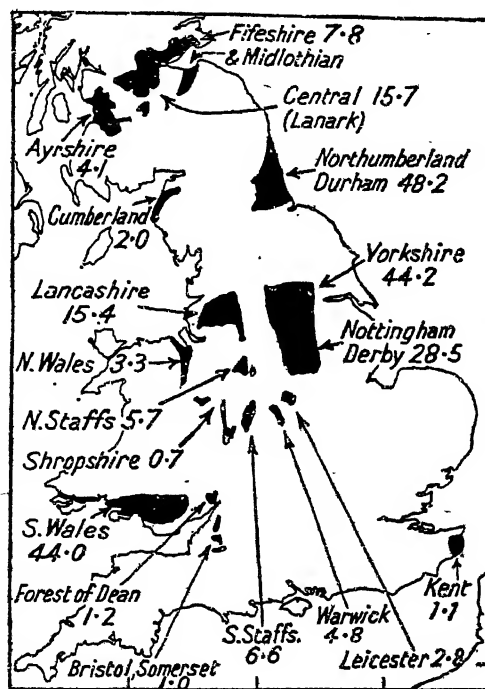 Fifeshire 7·8
& Midlothian
Central 15·7
(Lanark)
Ayrshire
4·1
Northumberland
Durham 48·2
Cumberland
2·0
Yorkshire
44·2
Lancashire
15·4
Nottingham
Derby 28·5
N. Wales 3·3
N. Staffs 5·7
Shropshire 0·7
S. Wales
44·0
Forest of Dean
1·2
Bristol, Somerset
1·0
S. Staffs.
6·6
Warwick
4·8
Leicester 2·8
Kent
1·1